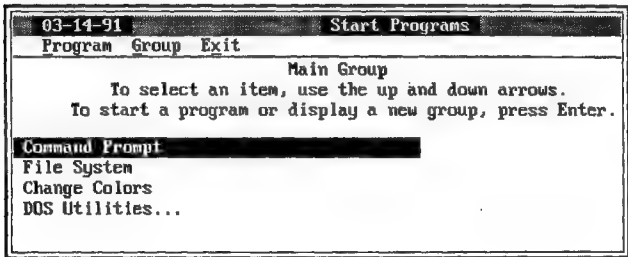 03-14-91 Start Programs
Program Group Exit
Main Group
To select an item, use the up and down arrows.
To start a program or display a new group, press Enter.
Command Prompt
File System
Change Colors
DOS Utilities...